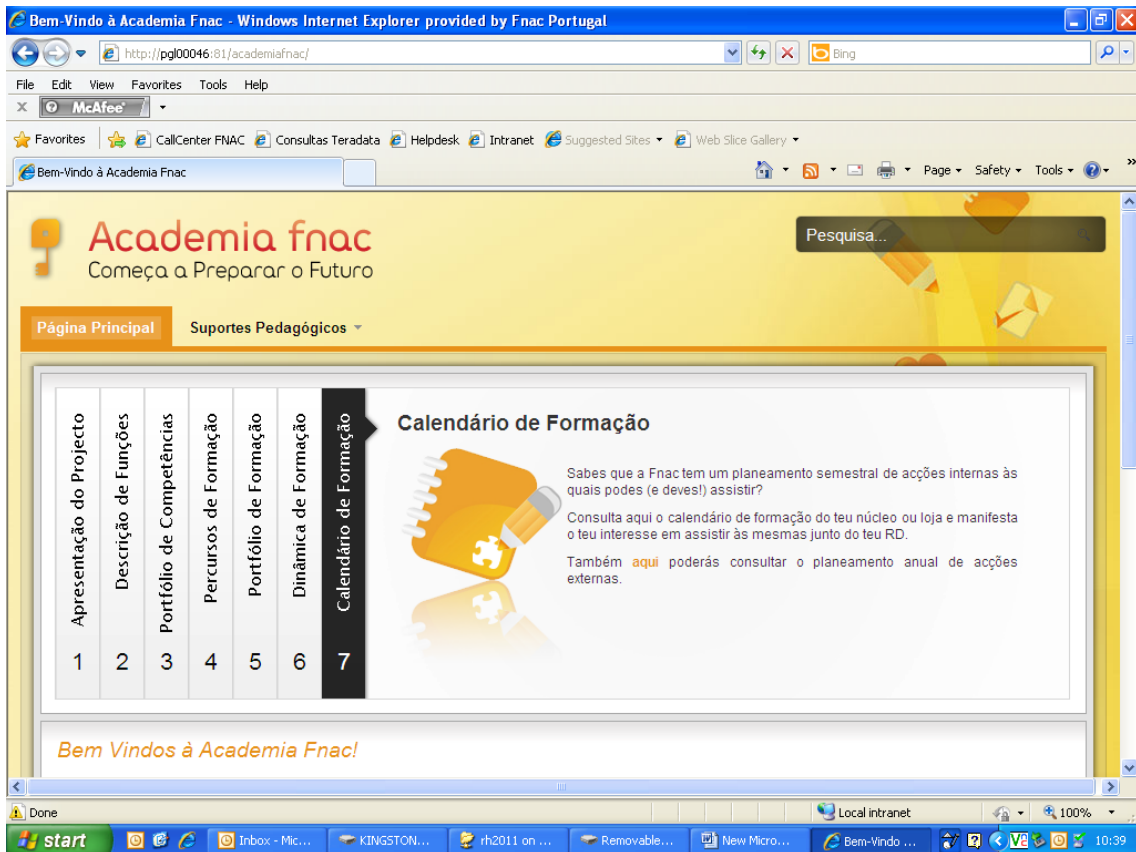 Bem-Vindo à Academia Fnac - Windows Internet Explorer provided by Fnac Portugal
http://pgl00046:81/academiafnac/
Bing
File Edit View Favorites Tools Help
McAfee
Favorites CallCenter FNAC Consultas Teradata Helpdesk Intranet Suggested Sites Web Slice Gallery
Bem-Vindo à Academia Fnac
Page Safety Tools
Academia fnac
Começa a Preparar o Futuro
Pesquisa...
Página Principal
Suportes Pedagógicos
Apresentação do Projecto
1
Descrição de Funções
2
Portfólio de Competências
3
Percursos de Formação
4
Portfólio de Formação
5
Dinâmica de Formação
6
Calendário de Formação
7
Calendário de Formação
Sabes que a Fnac tem um planeamento semestral de acções internas às
quais podes (e deves!) assistir?
Consulta aqui o calendário de formação do teu núcleo ou loja e manifesta
o teu interesse em assistir às mesmas junto do teu RD.
Também aqui poderás consultar o planeamento anual de acções
externas.
Bem Vindos à Academia Fnac!
Done
Local intranet
100%
start
Inbox - Mic...
KINGSTON...
rh2011 on ...
Removable...
New Micro...
Bem-Vindo ...
10:39